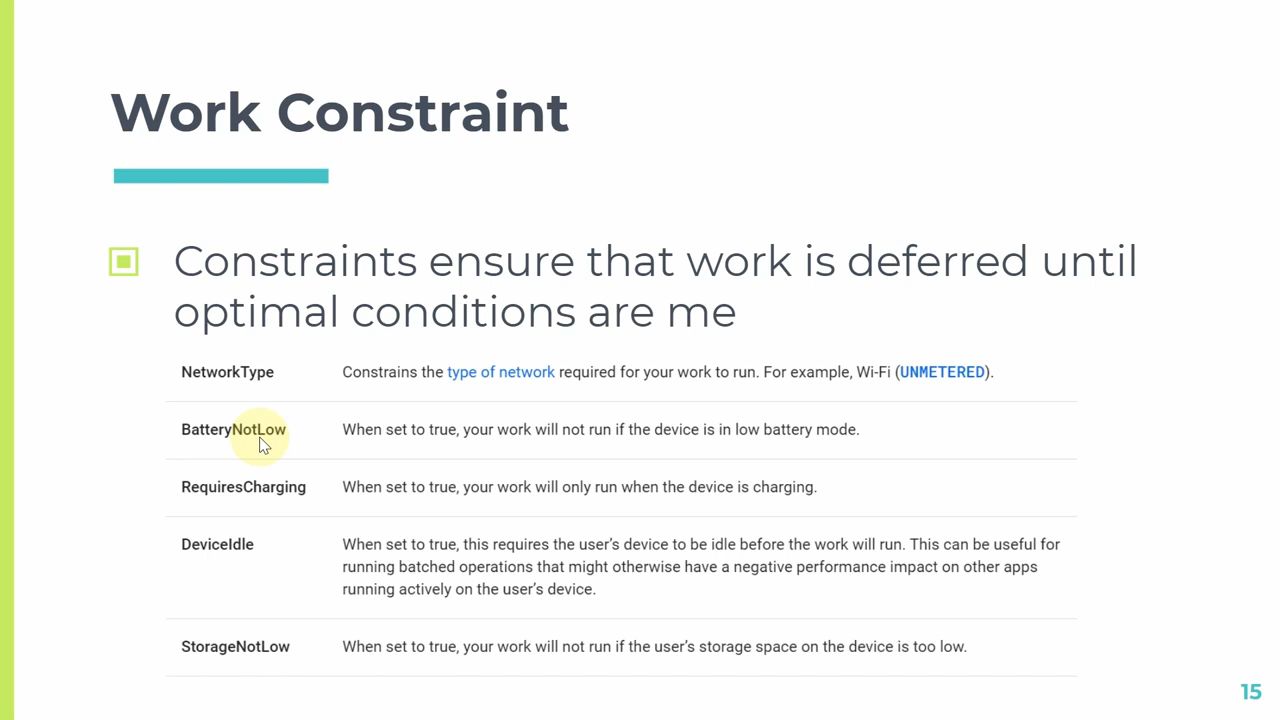 Work Constraint
Constraints ensure that work is deferred until
optimal conditions are me
NetworkType Constrains the type of network required for your work to run. For example, Wi-Fi (UNMETERED).
BatteryNotLow When set to true, your work will not run if the device is in low battery mode.
RequiresCharging When set to true, your work will only run when the device is charging.
DeviceIdle When set to true, this requires the user’s device to be idle before the work will run. This can be useful for
running batched operations that might otherwise have a negative performance impact on other apps
running actively on the user’s device.
StorageNotLow When set to true, your work will not run if the user’s storage space on the device is too low.
15